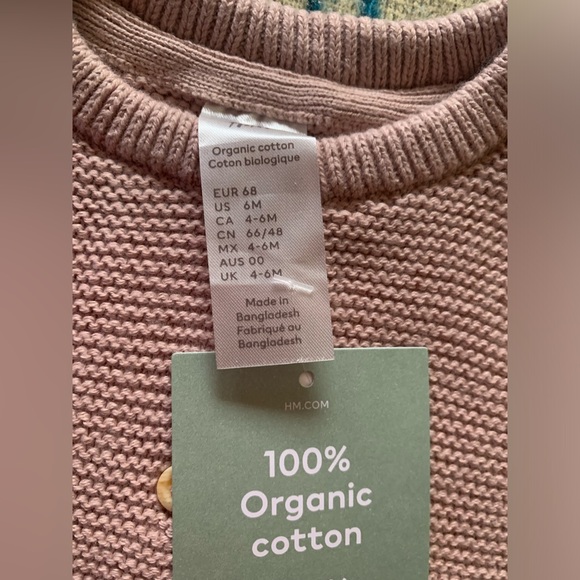 Organic cotton
Coton biologique
EUR 68
US 6M
CA 4-6M
CN 66/48
MX 4-6M
AUS 00
UK 4-6M
Made in
Bangladesh
Fabriqué au
Bangladesh
HM.COM
100%
Organic
cotton